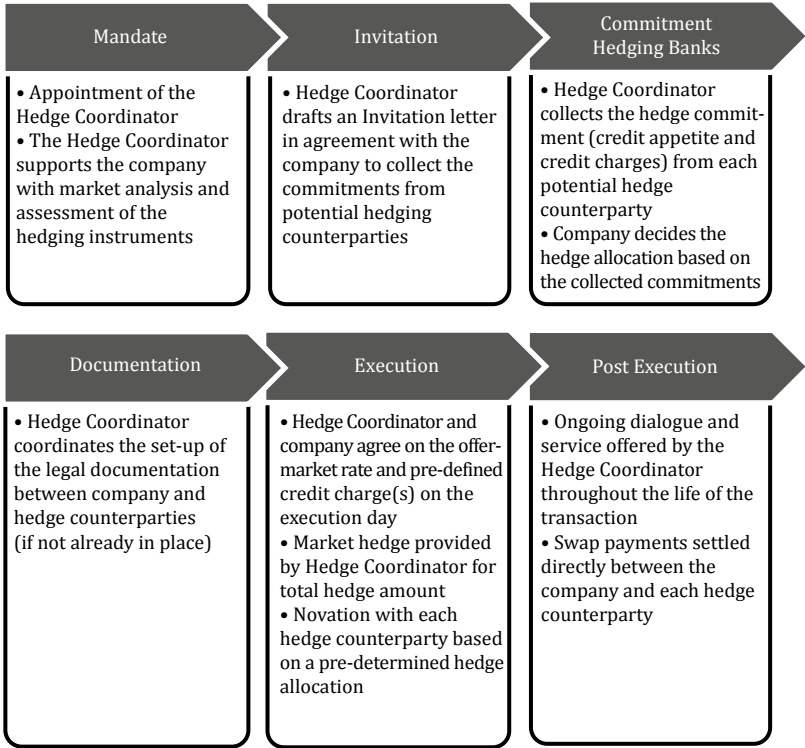 Mandate
• Appointment of the
Hedge Coordinator
• The Hedge Coordinator
supports the company
with market analysis and
assessment of the
hedging instruments
Invitation
• Hedge Coordinator
drafts an Invitation letter
in agreement with the
company to collect the
commitments from
potential hedging
counterparties
Commitment
Hedging Banks
• Hedge Coordinator
collects the hedge commit-
ment (credit appetite and
credit charges) from each
potential hedge
counterparty
• Company decides the
hedge allocation based on
the collected commitments
Documentation
• Hedge Coordinator
coordinates the set-up of
the legal documentation
between company and
hedge counterparties
(if not already in place)
Execution
• Hedge Coordinator and
company agree on the offer-
market rate and pre-defined
credit charge(s) on the
execution day
• Market hedge provided
by Hedge Coordinator for
total hedge amount
• Novation with each
hedge counterparty based
on a pre-determined hedge
allocation
Post Execution
• Ongoing dialogue and
service offered by the
Hedge Coordinator
throughout the life of the
transaction
• Swap payments settled
directly between the
company and each hedge
counterparty